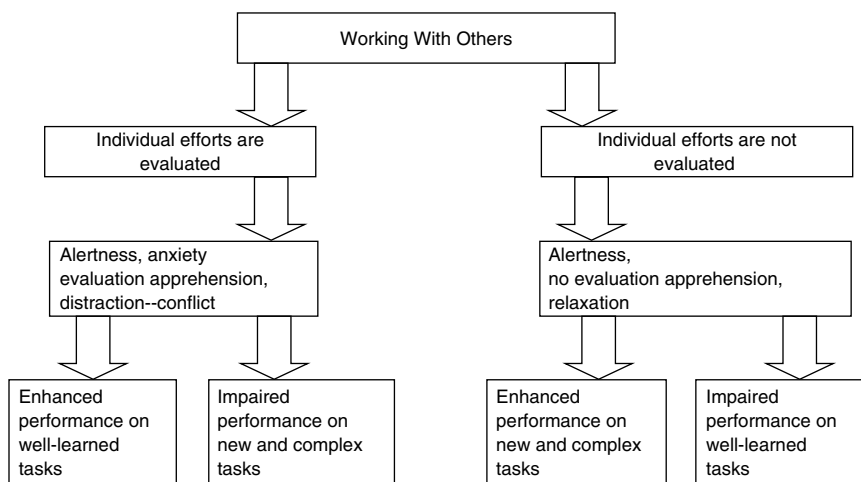 Working With Others
Individual efforts are
evaluated
Individual efforts are not
evaluated
Alertness, anxiety
evaluation apprehension,
distraction--conflict
Alertness,
no evaluation apprehension,
relaxation
Enhanced
performance on
well-learned
tasks
Impaired
performance on
new and complex
tasks
Enhanced
performance on
new and complex
tasks
Impaired
performance on
well-learned
tasks